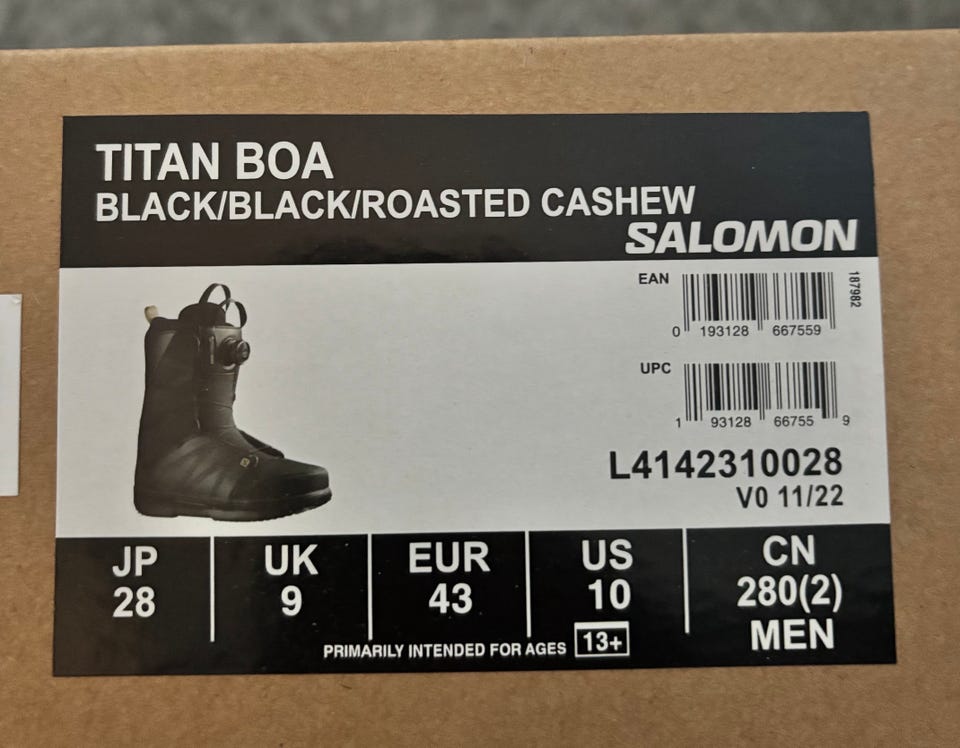 TITAN BOA
BLACK/BLACK/ROASTED CASHEW
SALOMON
EAN
187982
0 193128 667559
UPC
1 93128 66755 9
L4142310028
V0 11/22
JP UK EUR US CN
28 9 43 10 280(2)
MEN
PRIMARILY INTENDED FOR AGES 13+